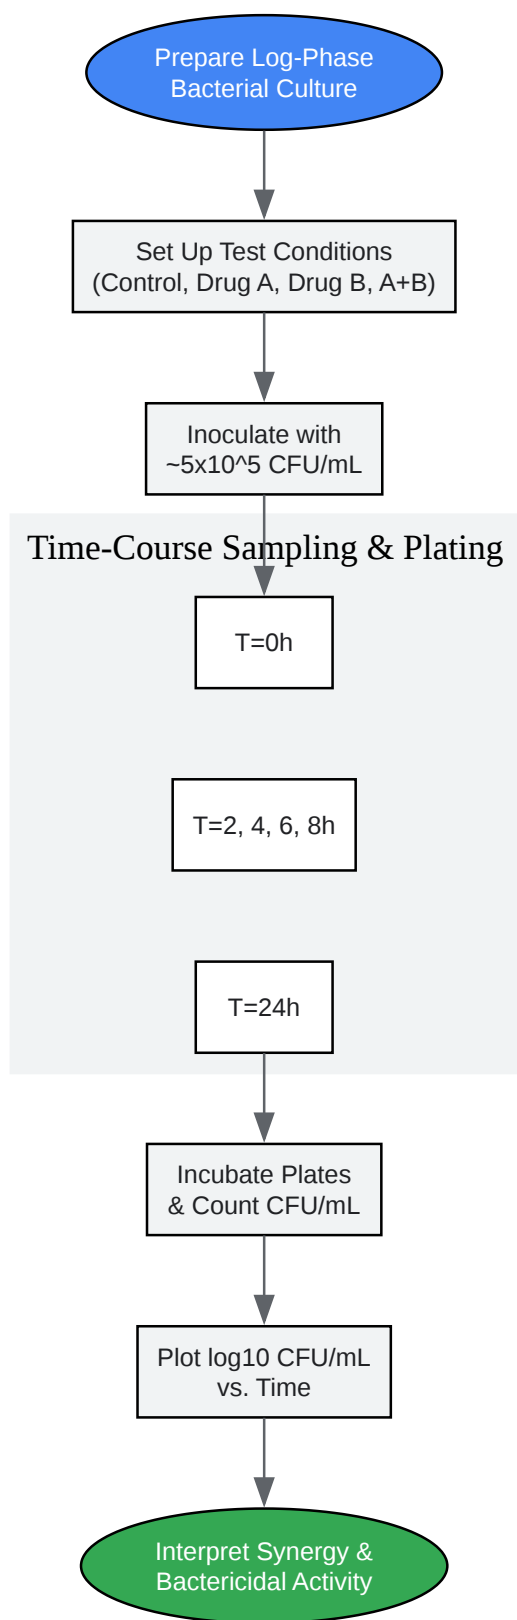 Prepare Log-Phase
Bacterial Culture
Set Up Test Conditions
(Control, Drug A, Drug B, A+B)
Inoculate with
~5x10^5 CFU/mL
Time-Course Sampling & Plating
T=0h
T=2, 4, 6, 8h
T=24h
Incubate Plates
& Count CFU/mL
Plot log10 CFU/mL
vs. Time
Interpret Synergy &
Bactericidal Activity